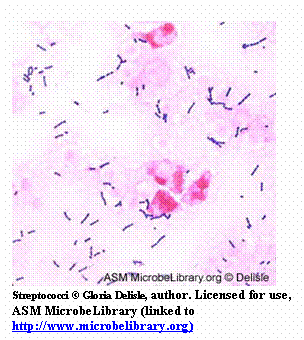 ASM MicrobeLibrary.org © Delisle
Streptococci © Gloria Delisle, author. Licensed for use,
ASM MicrobeLibrary (linked to
http://www.microbelibrary.org)